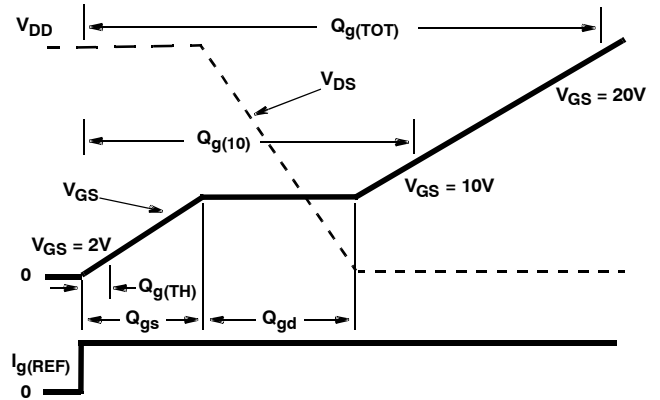 V_DD
Q_g(TOT)
V_DS
V_GS = 20V
Q_g(10)
V_GS = 10V
V_GS
V_GS = 2V
0
Q_g(TH)
Q_gs
Q_gd
I_g(REF)
0